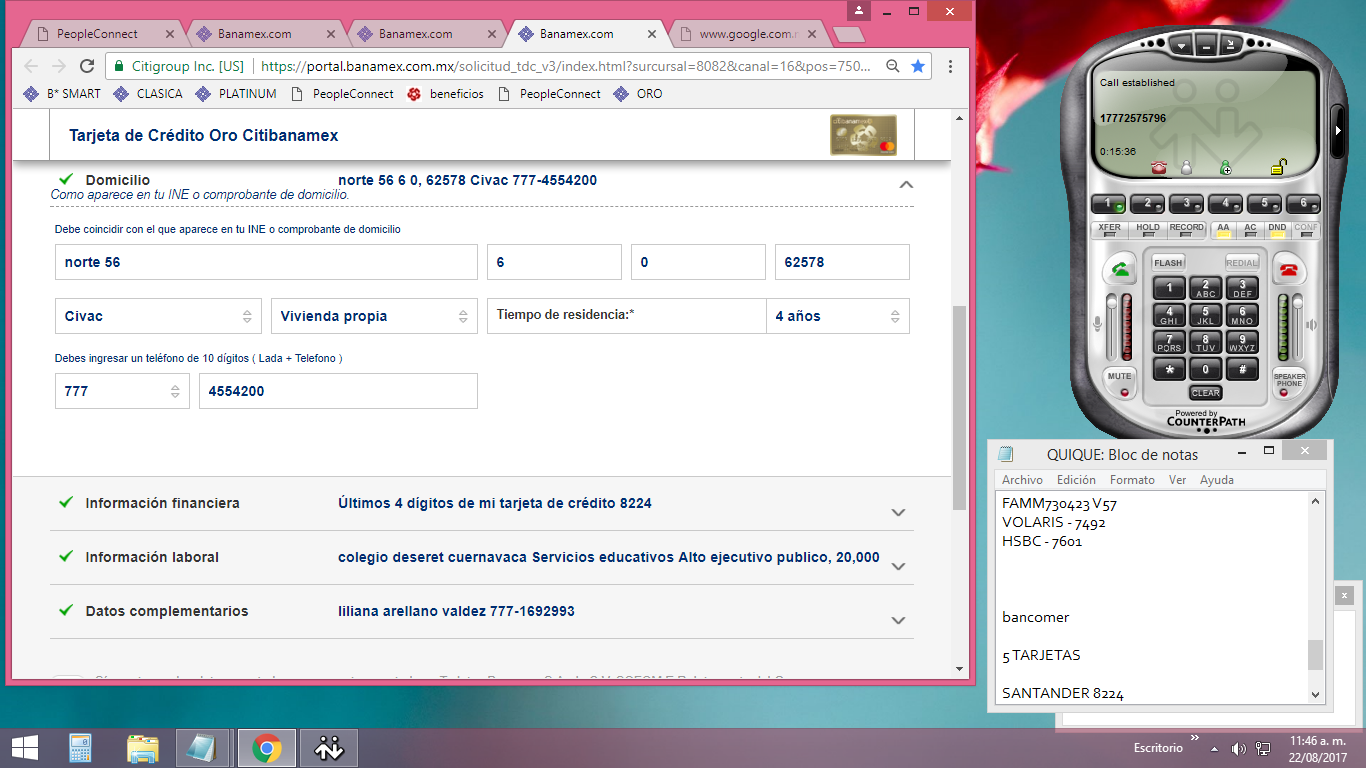 PeopleConnect
Banamex.com
Banamex.com
Banamex.com
www.google.com.
Citigroup Inc. [US]
https://portal.banamex.com.mx/solicitud_tdc_v3/index.html?surcursal=8082&canal=16&pos=750...
B* SMART
CLASICA
PLATINUM
PeopleConnect
beneficios
PeopleConnect
ORO
Tarjeta de Crédito Oro Citibanamex
Domicilio
norte 56 6 0, 62578 Civac 777-4554200
Como aparece en tu INE o comprobante de domicilio.
Debe coincidir con el que aparece en tu INE o comprobante de domicilio
norte 56
6
0
62578
Civac
Vivienda propia
Tiempo de residencia:*
4 años
Debes ingresar un teléfono de 10 dígitos ( Lada + Telefono )
777
4554200
Información financiera
Últimos 4 dígitos de mi tarjeta de crédito 8224
Información laboral
colegio deseret cuernavaca Servicios educativos Alto ejecutivo publico, 20,000
Datos complementarios
liliana arellano valdez 777-1692993
Call established
17772575796
0:15:36
1
2
3
4
5
6
XFER
HOLD
RECORD
AA
AC
DND
CONF
FLASH
REDIAL
1
2 ABC
3 DEF
4 GHI
5 JKL
6 MNO
7 PQRS
8 TUV
9 WXYZ
*
0
#
MUTE
CLEAR
SPEAKER
PHONE
Powered by
COUNTERPATH
QUIQUE: Bloc de notas
Archivo
Edición
Formato
Ver
Ayuda
FAMM730423 V57
VOLARIS - 7492
HSBC - 7601
bancomer
5 TARJETAS
SANTANDER 8224
Escritorio
11:46 a. m.
22/08/2017